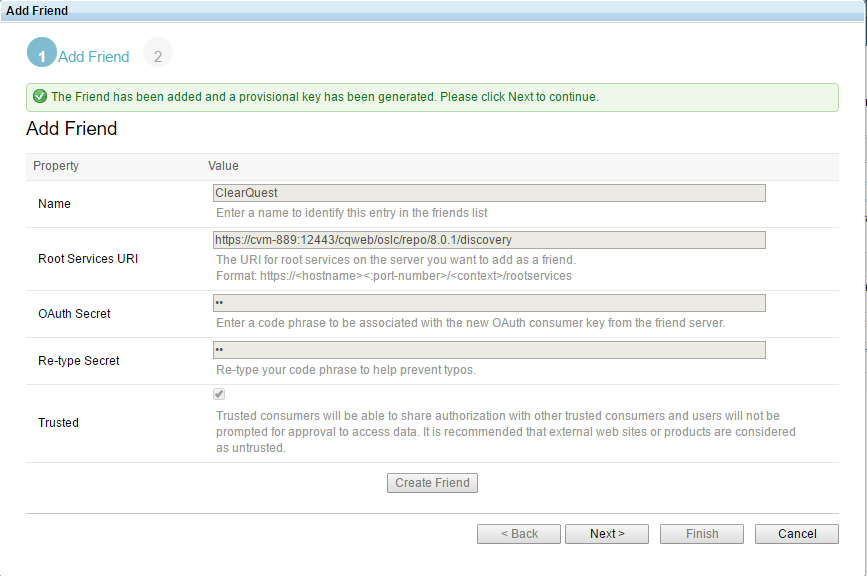 Add Friend
1 Add Friend 2
The Friend has been added and a provisional key has been generated. Please click Next to continue.
Add Friend
Property Value
Name
ClearQuest
Enter a name to identify this entry in the friends list
Root Services URI
https://cvm-889:12443/cqweb/oslc/repo/8.0.1/discovery
The URI for root services on the server you want to add as a friend.
Format: https://<hostname><:port-number>/<context>/rootservices
OAuth Secret
••
Enter a code phrase to be associated with the new OAuth consumer key from the friend server.
Re-type Secret
••
Re-type your code phrase to help prevent typos.
Trusted
Trusted consumers will be able to share authorization with other trusted consumers and users will not be
prompted for approval to access data. It is recommended that external web sites or products are considered
as untrusted.
Create Friend
< Back Next > Finish Cancel